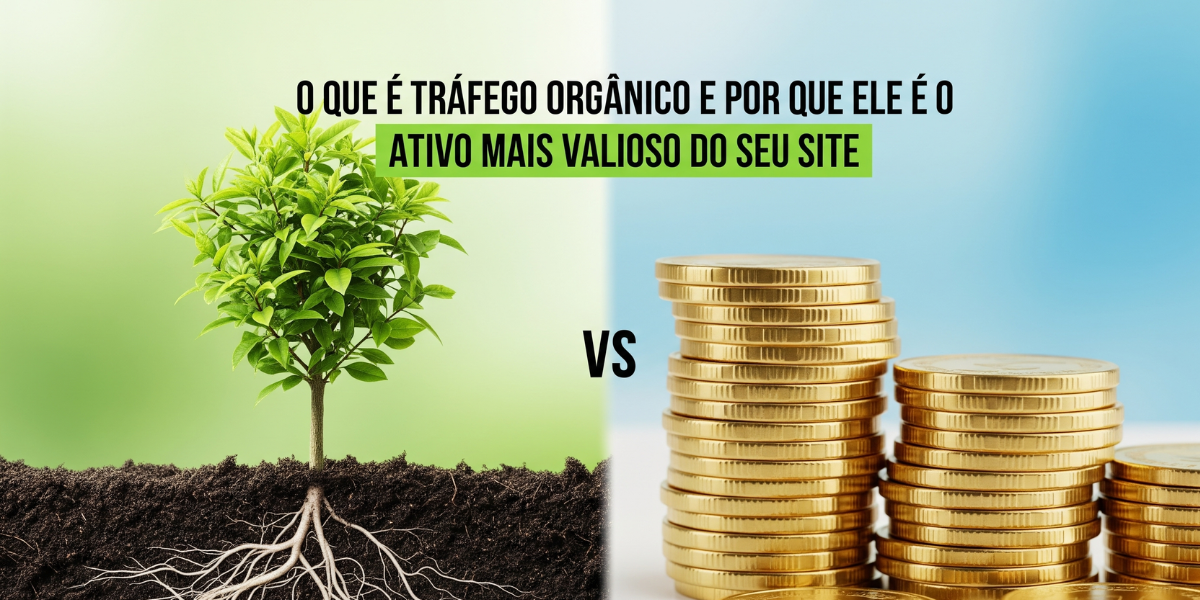 O QUE É TRÁFEGO ORGÂNICO E POR QUE ELE É O
ATIVO MAIS VALIOSO DO SEU SITE
VS